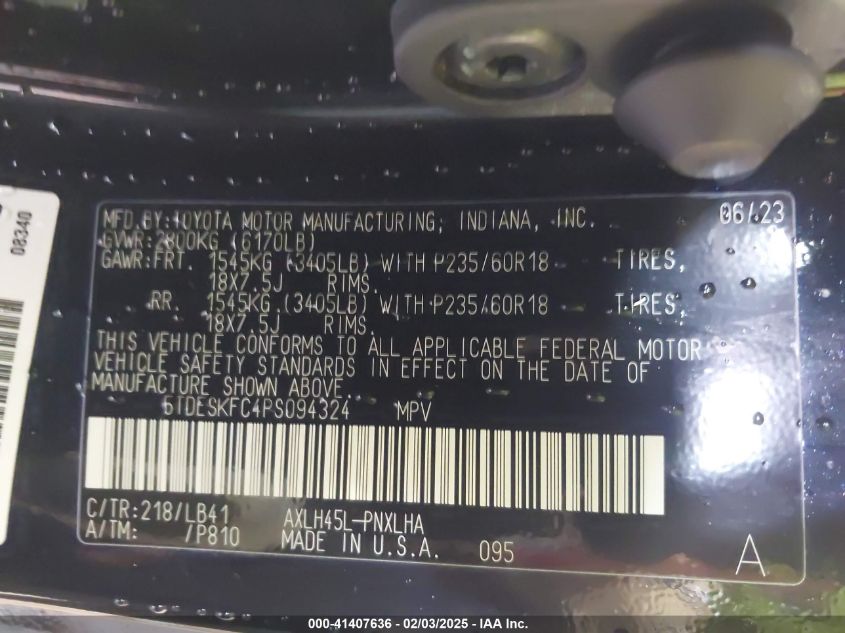 MFD.BY:TOYOTA MOTOR MANUFACTURING, INDIANA, INC. 06/23
GVWR:2800KG (6170LB)
GAWR:FRT. 1545KG (3405LB) WITH P235/60R18 TIRES,
18X7.5J RIMS.
RR. 1545KG (3405LB) WITH P235/60R18 TIRES,
18X7.5J RIMS.
THIS VEHICLE CONFORMS TO ALL APPLICABLE FEDERAL MOTOR
VEHICLE SAFETY STANDARDS IN EFFECT ON THE DATE OF
MANUFACTURE SHOWN ABOVE.
5TDESKFC4PS094324 MPV
C/TR:218/LB41 AXLH45L-PNXLHA
A/TM: /P810 MADE IN U.S.A. 095 A
08340
000-41407636 - 02/03/2025 - IAA Inc.